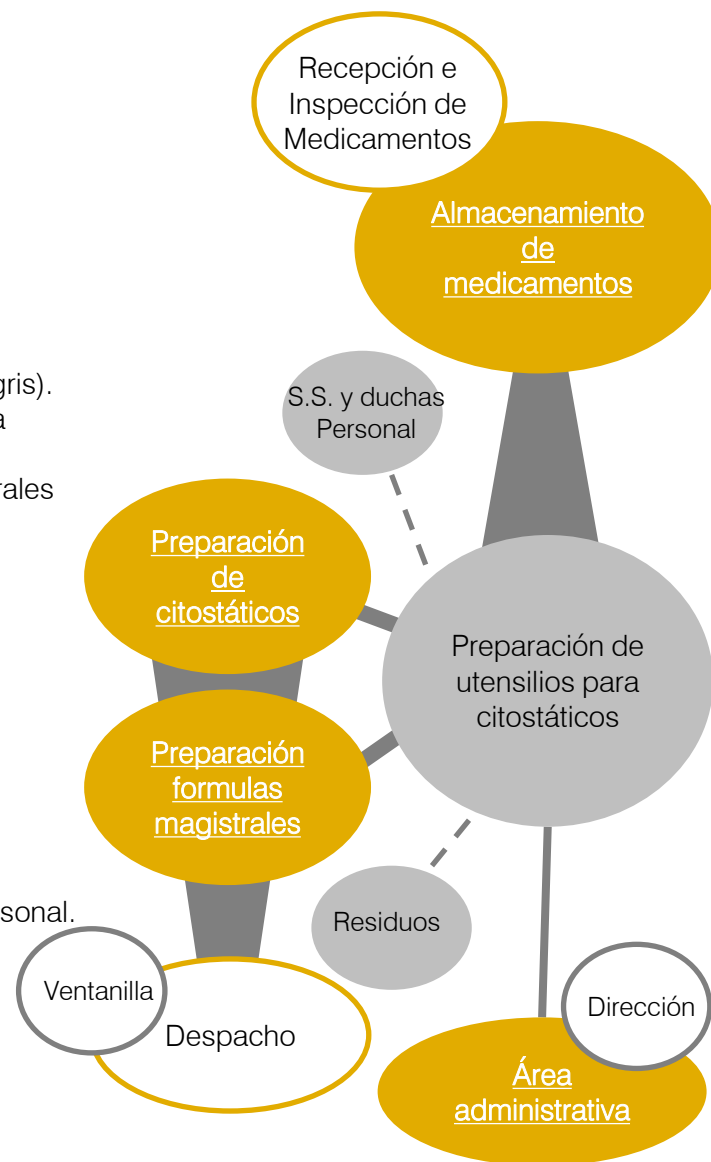 Recepción e
Inspección de
Medicamentos
Almacenamiento
de
medicamentos
gris).
S.S. y duchas
Personal
a
rales
Preparación
de
citostáticos
Preparación de
utensilios para
citostáticos
Preparación
formulas
magistrales
sonal.
Residuos
Ventanilla
Despacho
Dirección
Área
administrativa